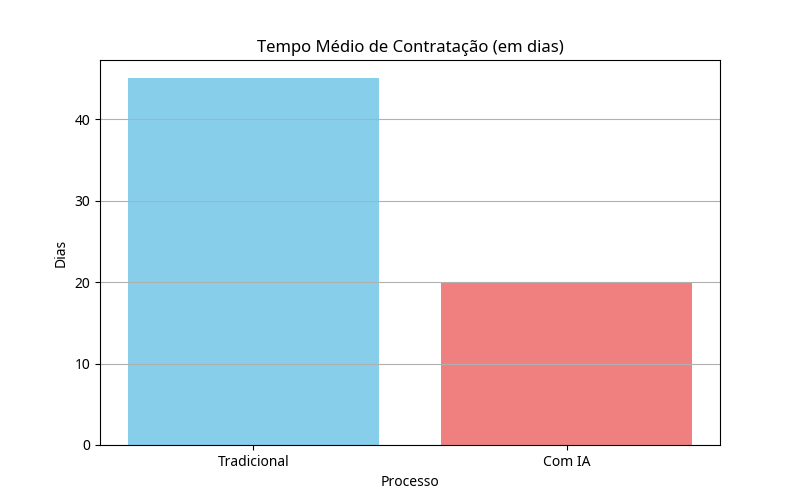 Tempo Médio de Contratação (em dias)
40
30
20
10
0
Dias
Tradicional
Com IA
Processo